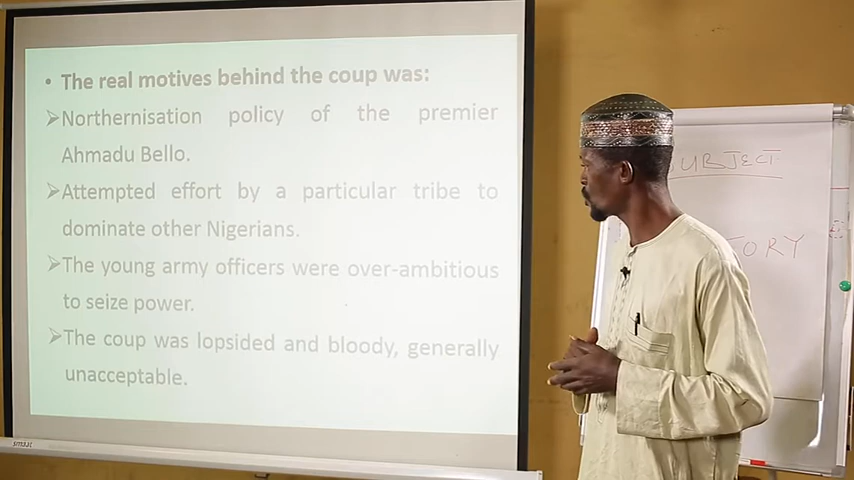 • The real motives behind the coup was:
➢Northernisation policy of the premier
Ahmadu Bello.
➢Attempted effort by a particular tribe to
dominate other Nigerians.
➢The young army officers were over-ambitious
to seize power.
➢The coup was lopsided and bloody, generally
unacceptable.
SUBJECT
TORY